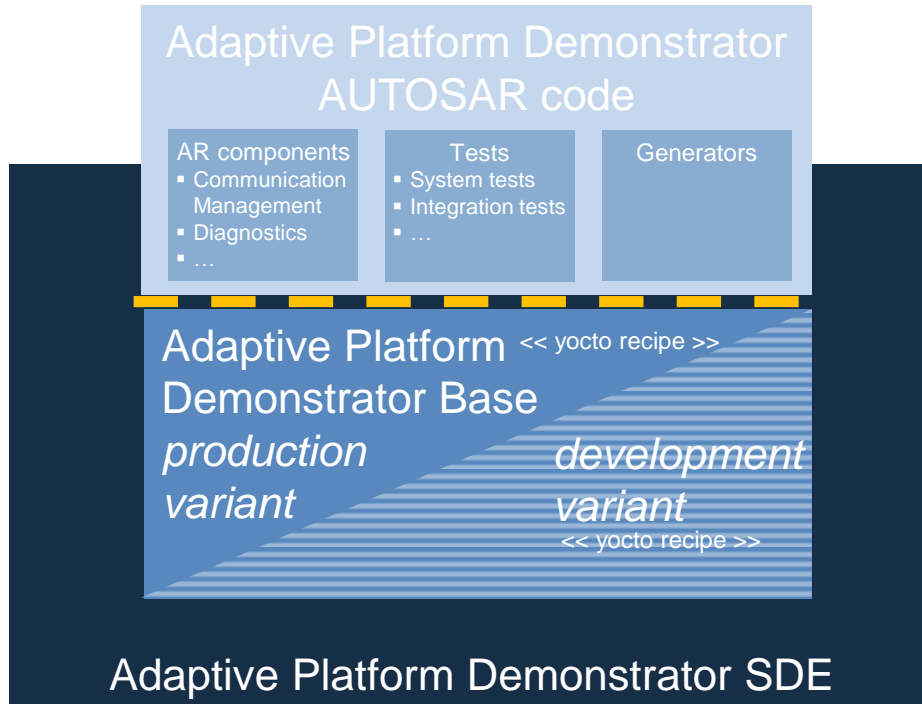 Adaptive Platform Demonstrator
AUTOSAR code
AR components
▪ Communication
Management
▪ Diagnostics
▪ …
Tests
▪ System tests
▪ Integration tests
▪ …
Generators
Adaptive Platform << yocto recipe >>
Demonstrator Base
production
variant
development
variant
<< yocto recipe >>
Adaptive Platform Demonstrator SDE